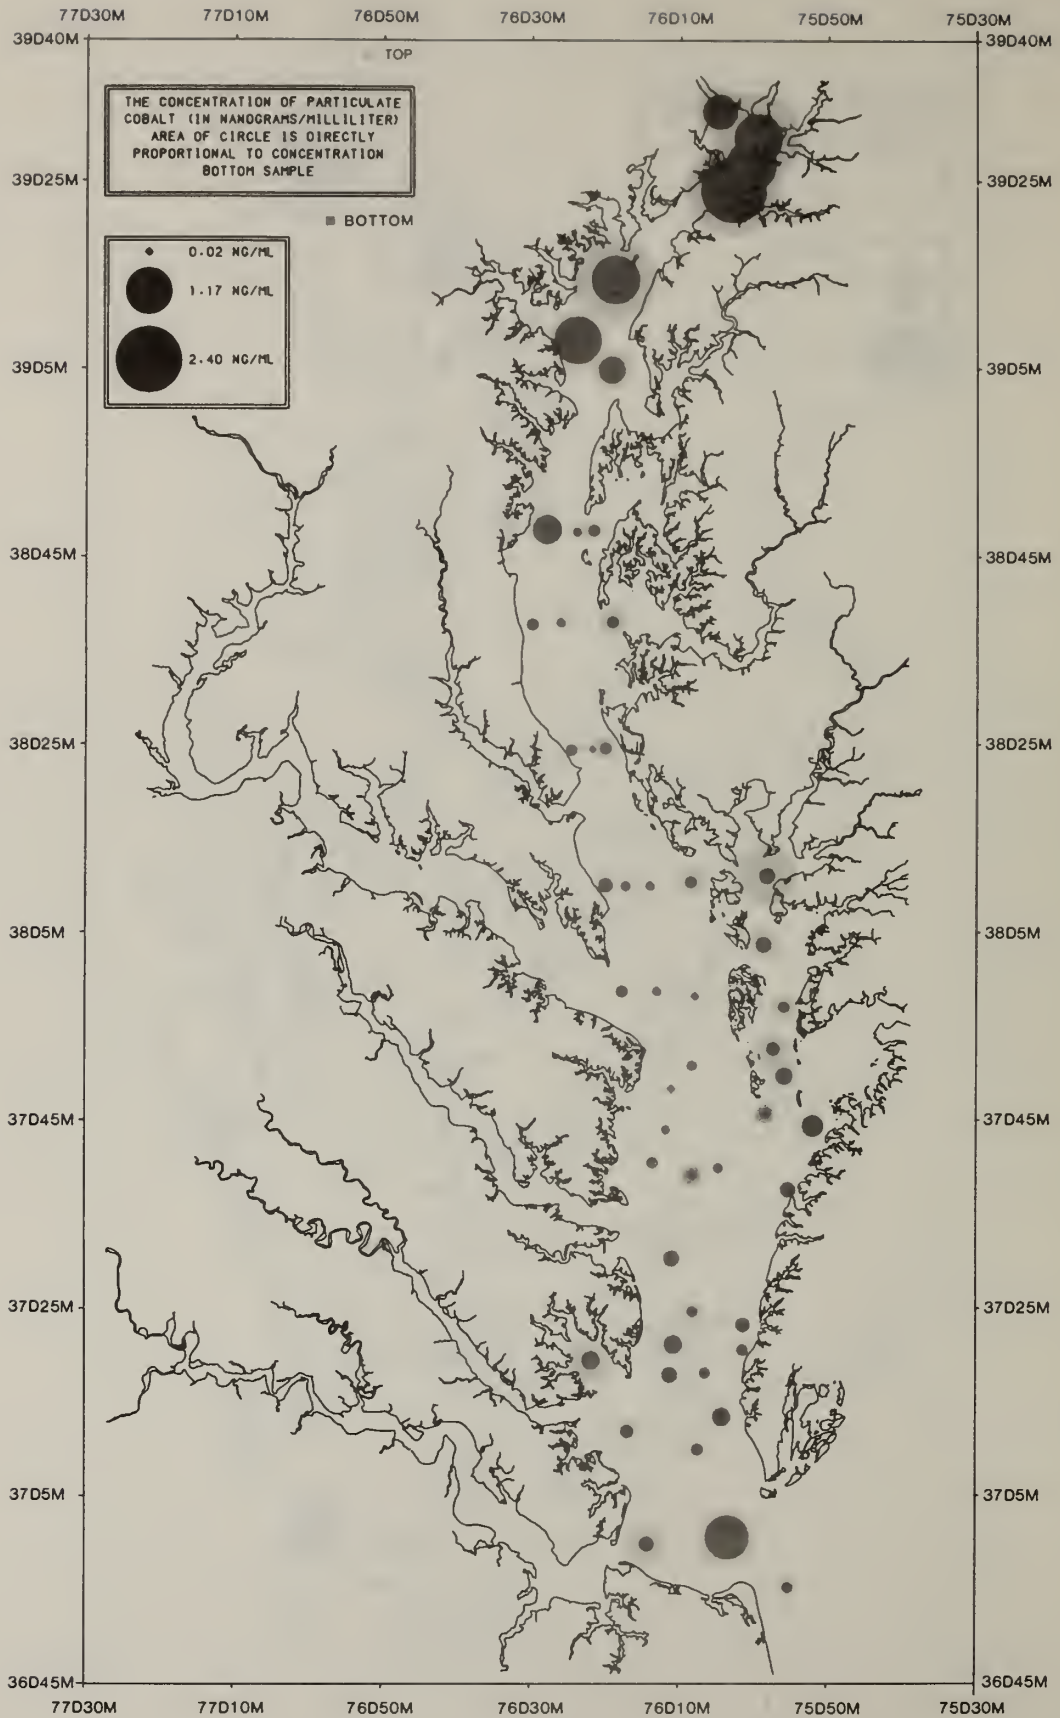 77D30M 77D10M 76D50M 76D30M 76D10M 75D50M 75D30M
39D40M 39D40M
TOP
THE CONCENTRATION OF PARTICULATE
COBALT (IN NANOGRAMS/MILLILITER)
AREA OF CIRCLE IS DIRECTLY
PROPORTIONAL TO CONCENTRATION
BOTTOM SAMPLE
39D25M 39D25M
BOTTOM
0.02 NG/ML
1.17 NG/ML
2.40 NG/ML
39D5M 39D5M
38D45M 38D45M
38D25M 38D25M
38D5M 38D5M
37D45M 37D45M
37D25M 37D25M
37D5M 37D5M
36D45M 36D45M
77D30M 77D10M 76D50M 76D30M 76D10M 75D50M 75D30M